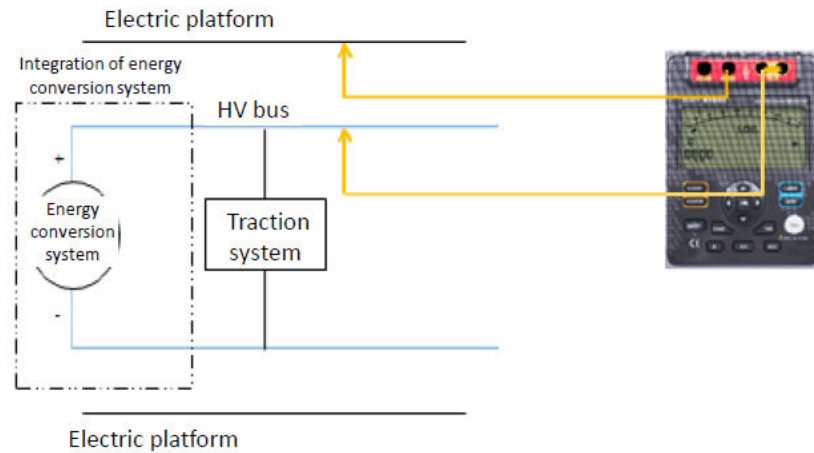 Electric platform
Integration of energy
conversion system
HV bus
+
Energy
conversion
system
Traction
system
-
Electric platform